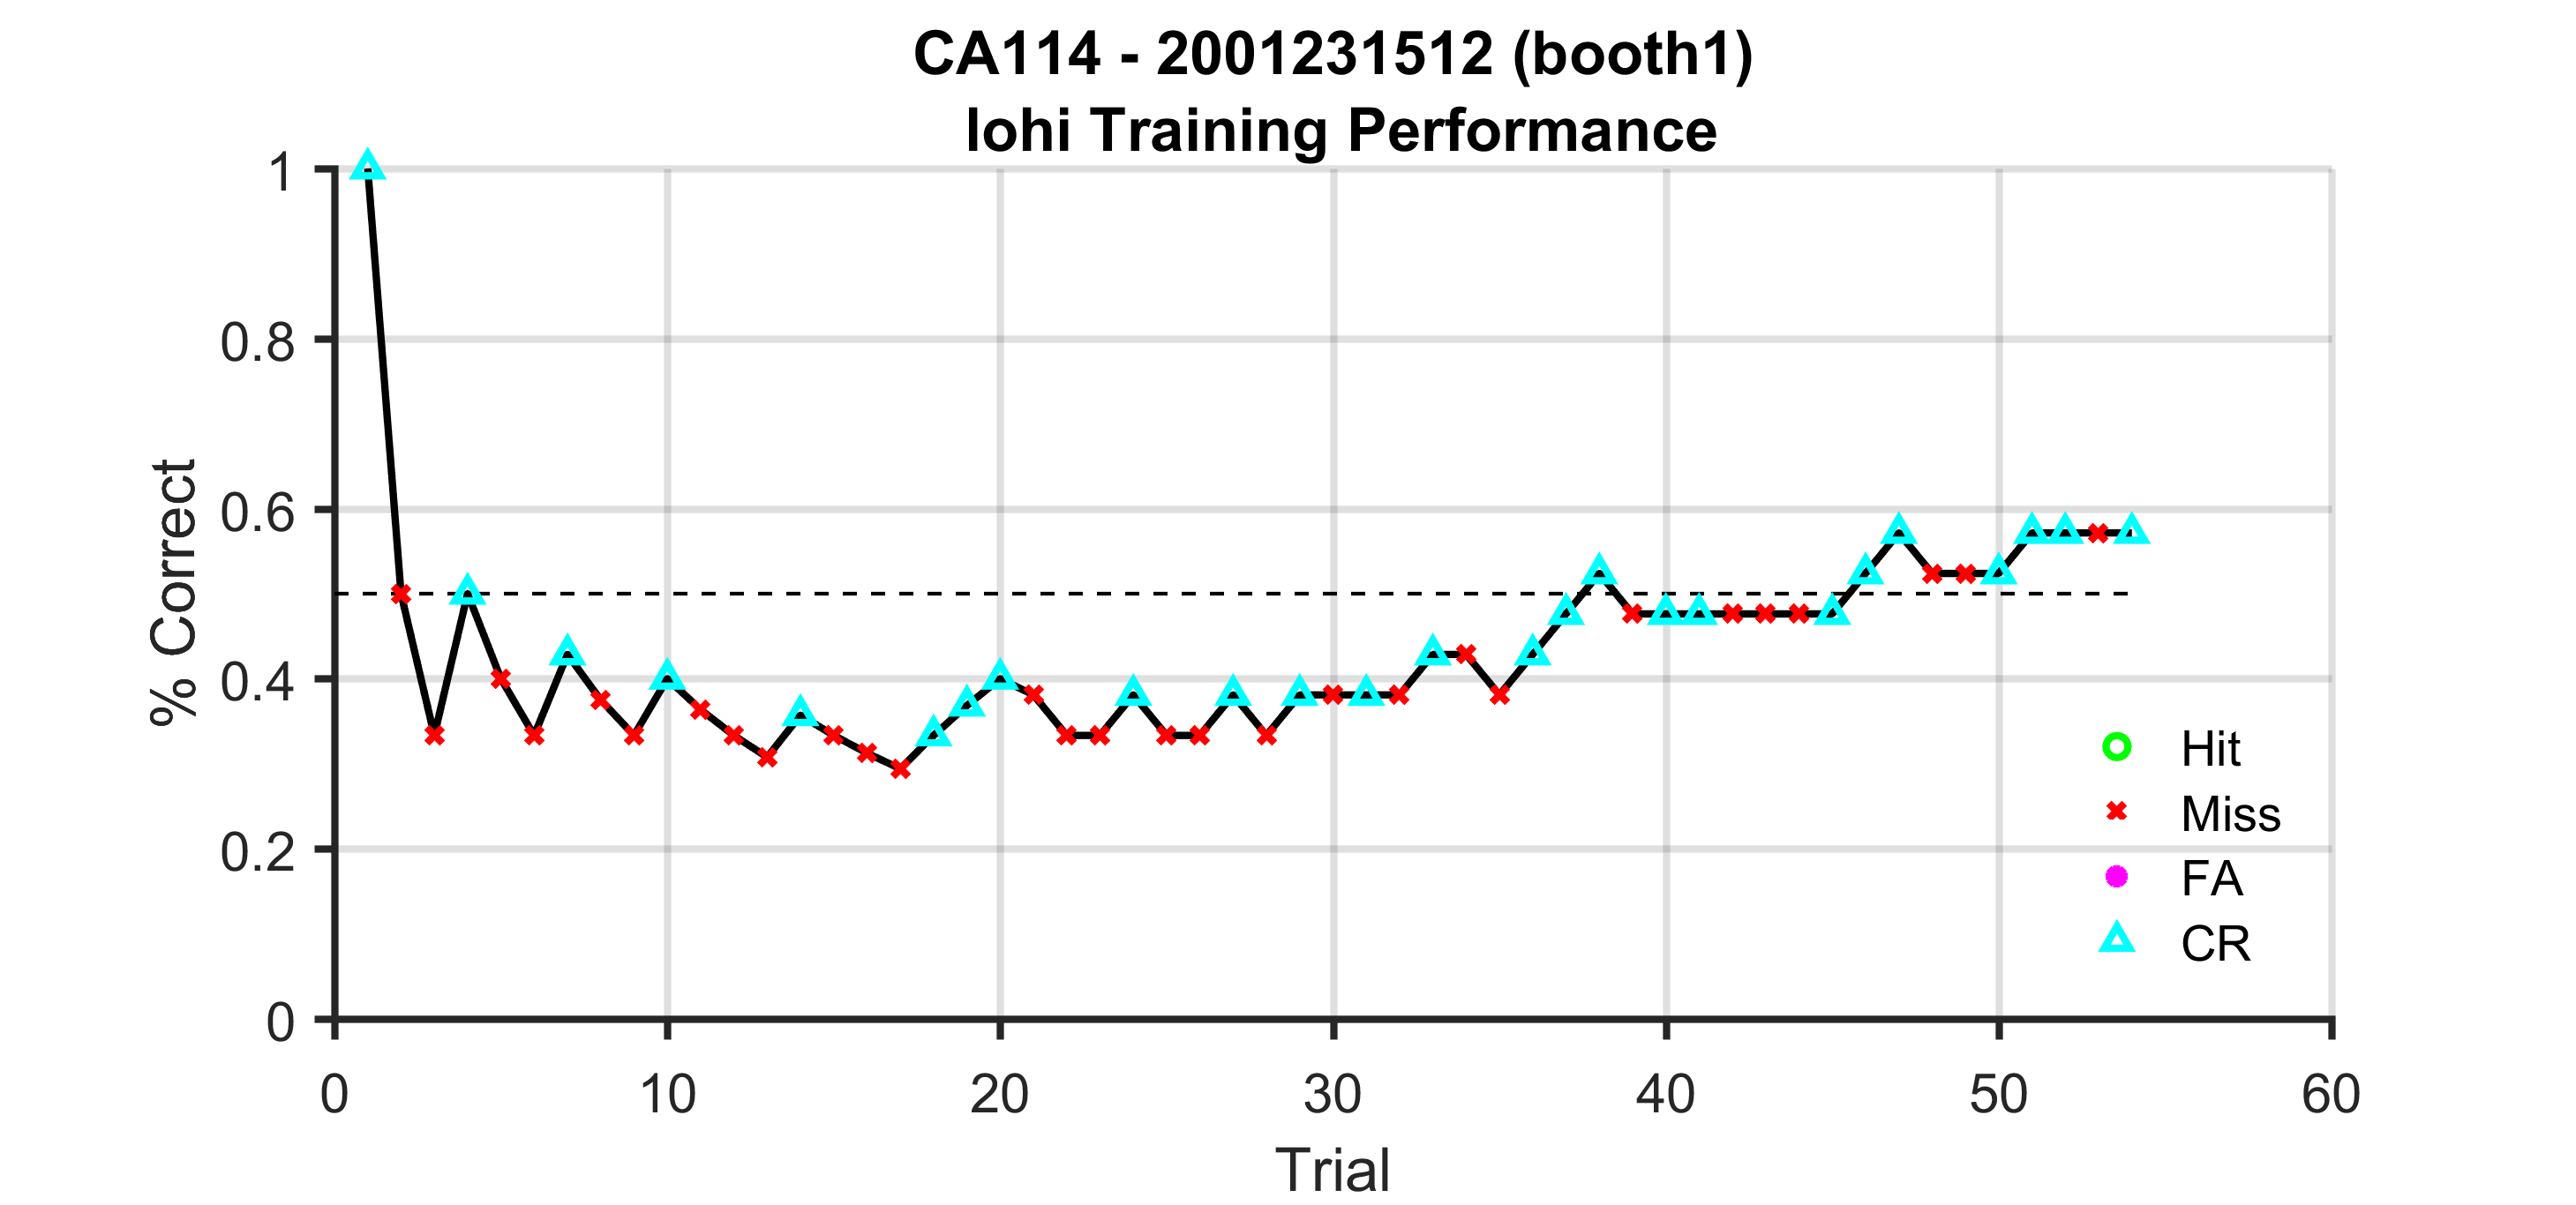 CA114 - 2001231512 (booth1)
lohi Training Performance
% Correct
1
0.8
0.6
0.4
0.2
0
0 10 20 30 40 50 60
Trial
Hit
Miss
FA
CR